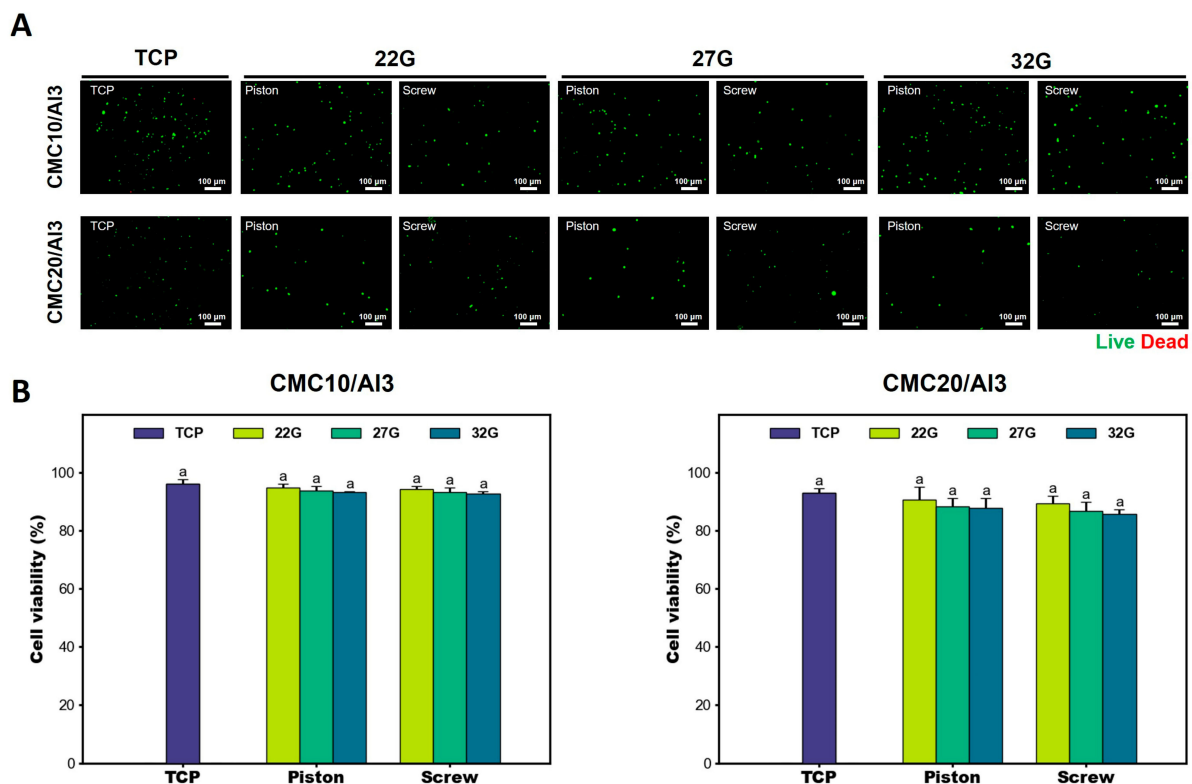 A
TCP 22G 27G 32G
CMC10/Al3
TCP Piston Screw Piston Screw Piston Screw
100 µm 100 µm 100 µm 100 µm 100 µm 100 µm 100 µm
CMC20/Al3
TCP Piston Screw Piston Screw Piston Screw
100 µm 100 µm 100 µm 100 µm 100 µm 100 µm 100 µm
Live Dead
B
CMC10/Al3
TCP 22G 27G 32G
Cell viability (%)
100
80
60
40
20
0
a a a a a a a
TCP Piston Screw
CMC20/Al3
TCP 22G 27G 32G
Cell viability (%)
100
80
60
40
20
0
a a a a a a a
TCP Piston Screw